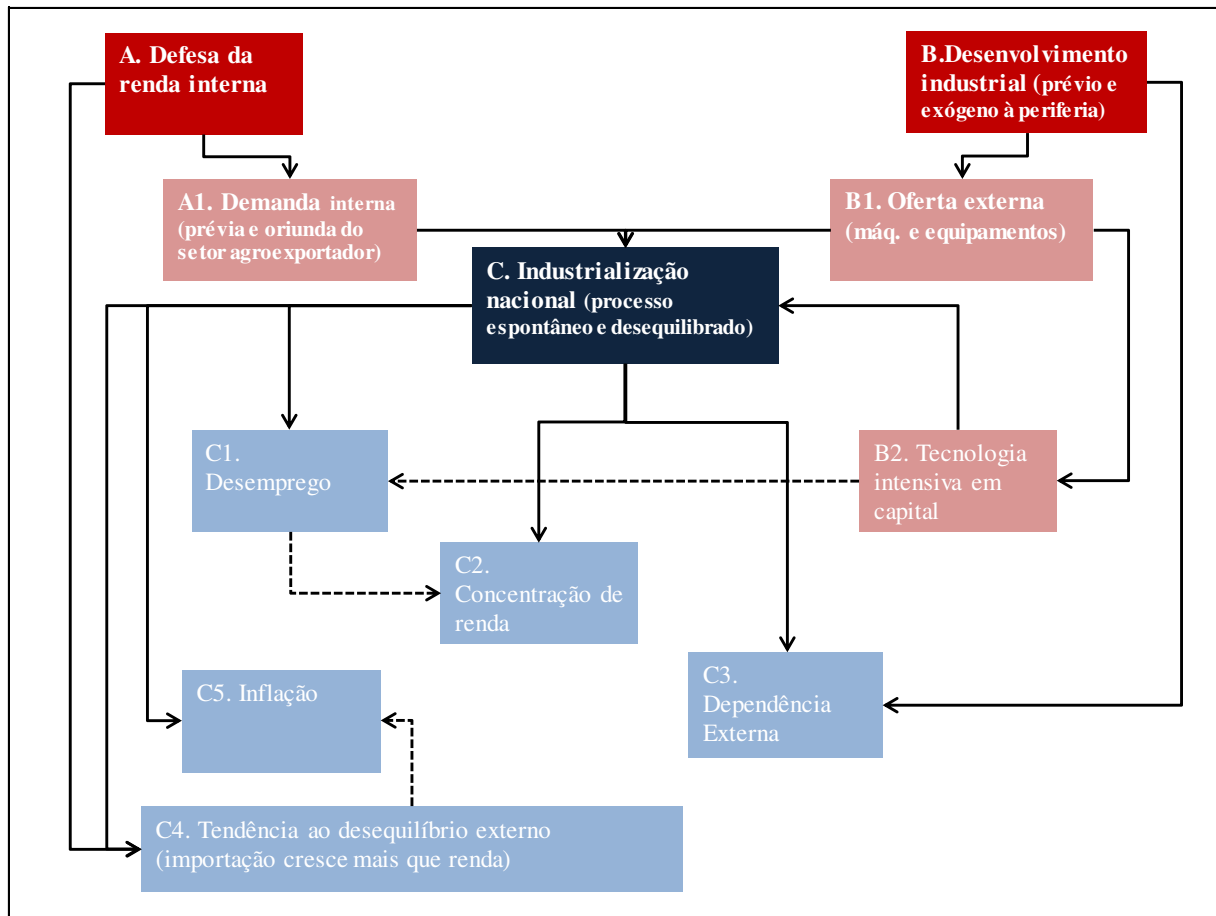 A. Defesa da
renda interna
B.Desenvolvimento
industrial (prévio e
exógeno à periferia)
A1. Demanda interna
(prévia e oriunda do
setor agroexportador)
B1. Oferta externa
(máq. e equipamentos)
C. Industrialização
nacional (processo
espontâneo e desequilibrado)
C1.
Desemprego
B2. Tecnologia
intensiva em
capital
C2.
Concentração de
renda
C5. Inflação
C3.
Dependência
Externa
C4. Tendência ao desequilíbrio externo
(importação cresce mais que renda)